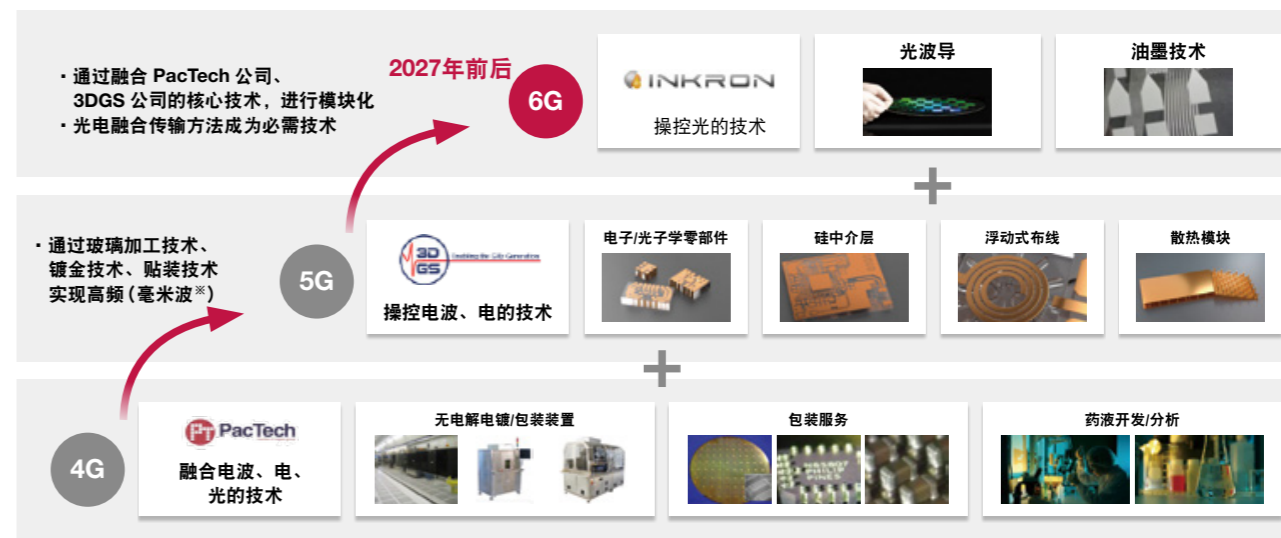 · 通过融合 PacTech 公司、
3DGS 公司的核心技术，进行模块化
· 光电融合传输方法成为必需技术
2027年前后
6G
INKRON
操控光的技术
光波导
油墨技术
+
· 通过玻璃加工技术、
镀金技术、贴装技术
实现高频（毫米波※）
5G
3D
GS
Enabling the GHz Generation
操控电波、电的技术
电子/光子学零部件
硅中介层
浮动式布线
散热模块
+
4G
PT PacTech
融合电波、电、
光的技术
无电解电镀/包装装置
包装服务
PHILIP
PINES
药液开发/分析